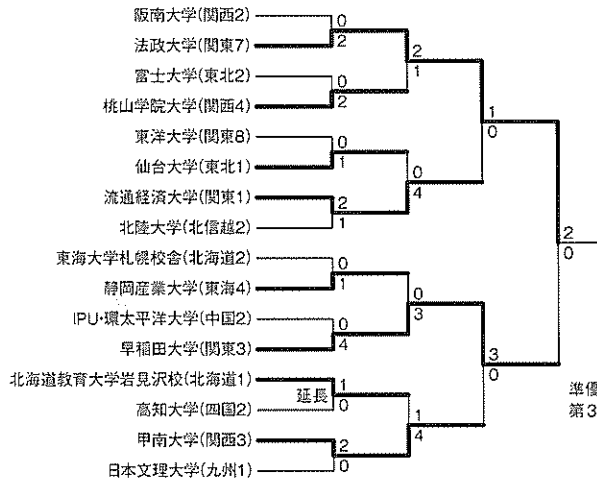 阪南大学(関西2)
0
2
法政大学(関東7)
2
1
富士大学(東北2)
0
2
桃山学院大学(関西4)
1
0
東洋大学(関東8)
0
1
仙台大学(東北1)
0
4
流通経済大学(関東1)
2
1
北陸大学(北信越2)
2
0
東海大学札幌校舎(北海道2)
0
1
静岡産業大学(東海4)
0
3
IPU・環太平洋大学(中国2)
0
4
早稲田大学(関東3)
3
0
北海道教育大学岩見沢校(北海道1)
延長
1
0
高知大学(四国2)
1
4
甲南大学(関西3)
2
0
日本文理大学(九州1)
準優
第3